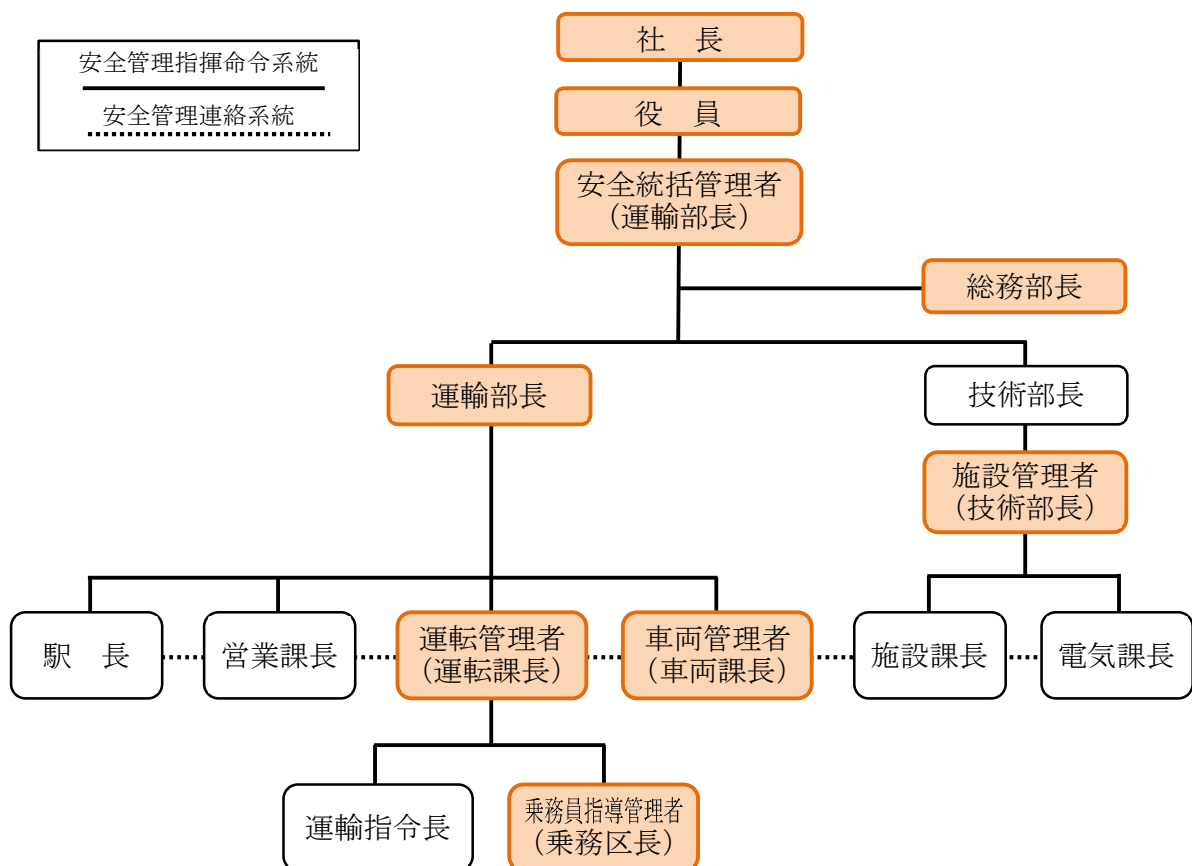 安全管理指揮命令系統
安全管理連絡系統
社　長
役　員
安全統括管理者
（運輸部長）
総務部長
運輸部長
技術部長
施設管理者
（技術部長）
駅　長
営業課長
運転管理者
（運転課長）
車両管理者
（車両課長）
施設課長
電気課長
運輸指令長
乗務員指導管理者
（乗務区長）